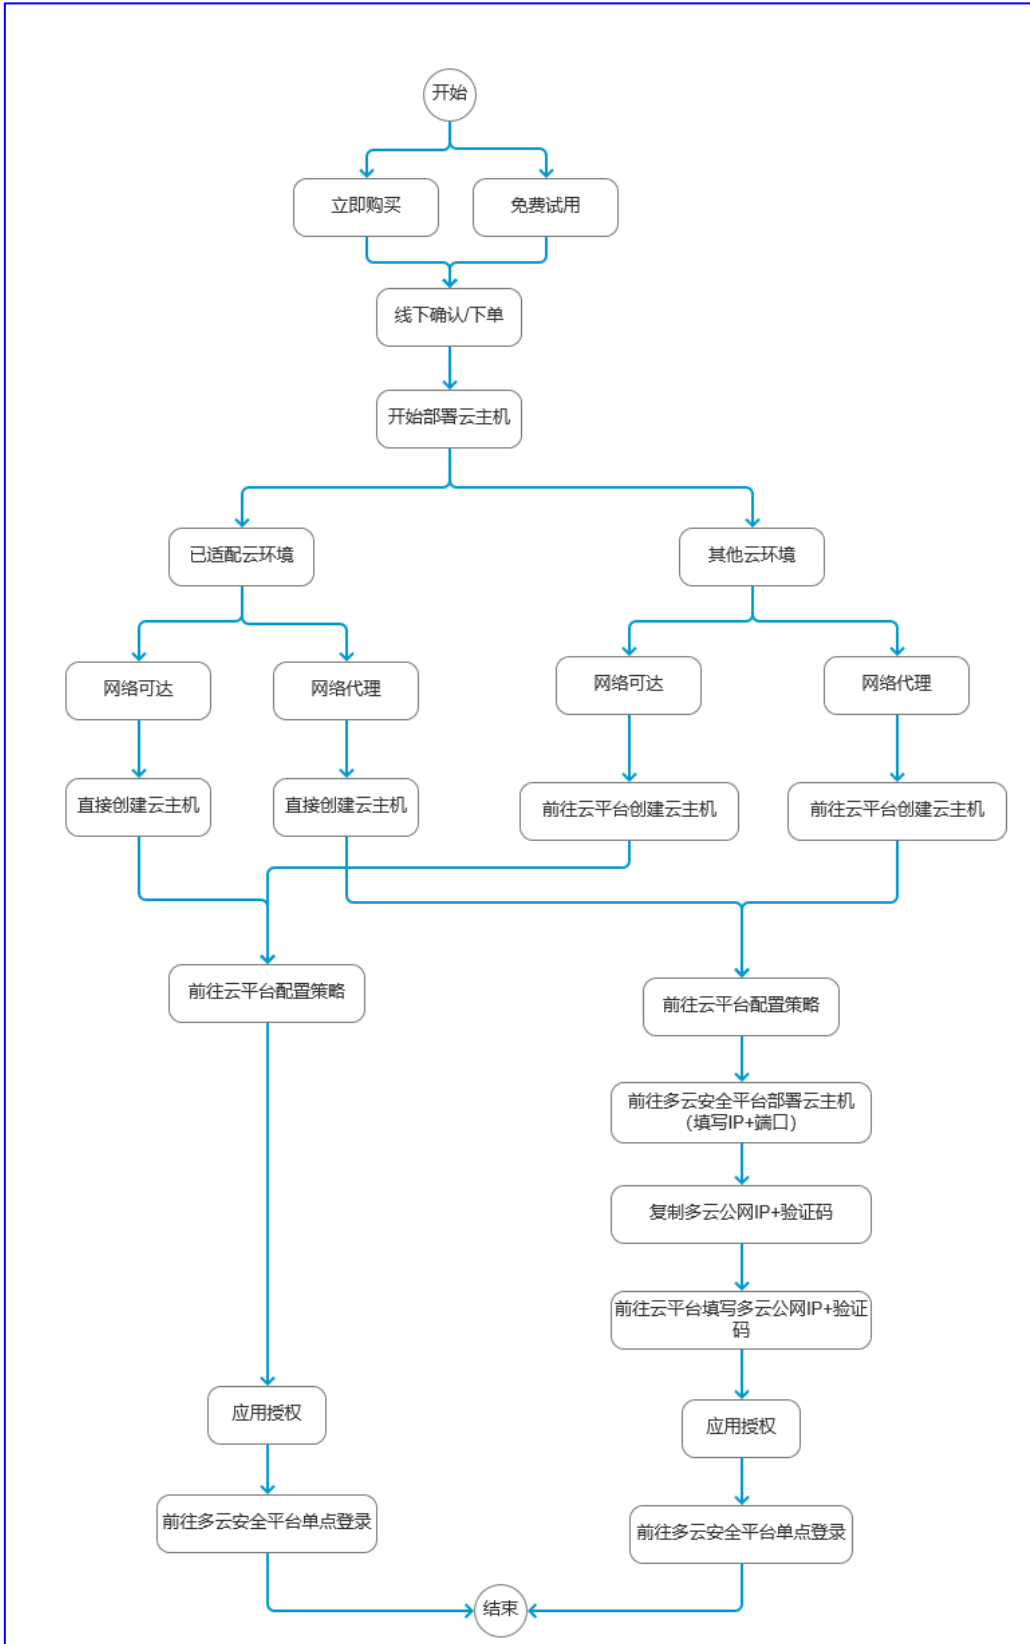 开始
立即购买
免费试用
线下确认/下单
开始部署云主机
已适配云环境
其他云环境
网络可达
网络代理
网络可达
网络代理
直接创建云主机
直接创建云主机
前往云平台创建云主机
前往云平台创建云主机
前往云平台配置策略
前往云平台配置策略
前往多云安全平台部署云主机
（填写IP+端口）
复制多云公网IP+验证码
前往云平台填写多云公网IP+验证
码
应用授权
应用授权
前往多云安全平台单点登录
前往多云安全平台单点登录
结束